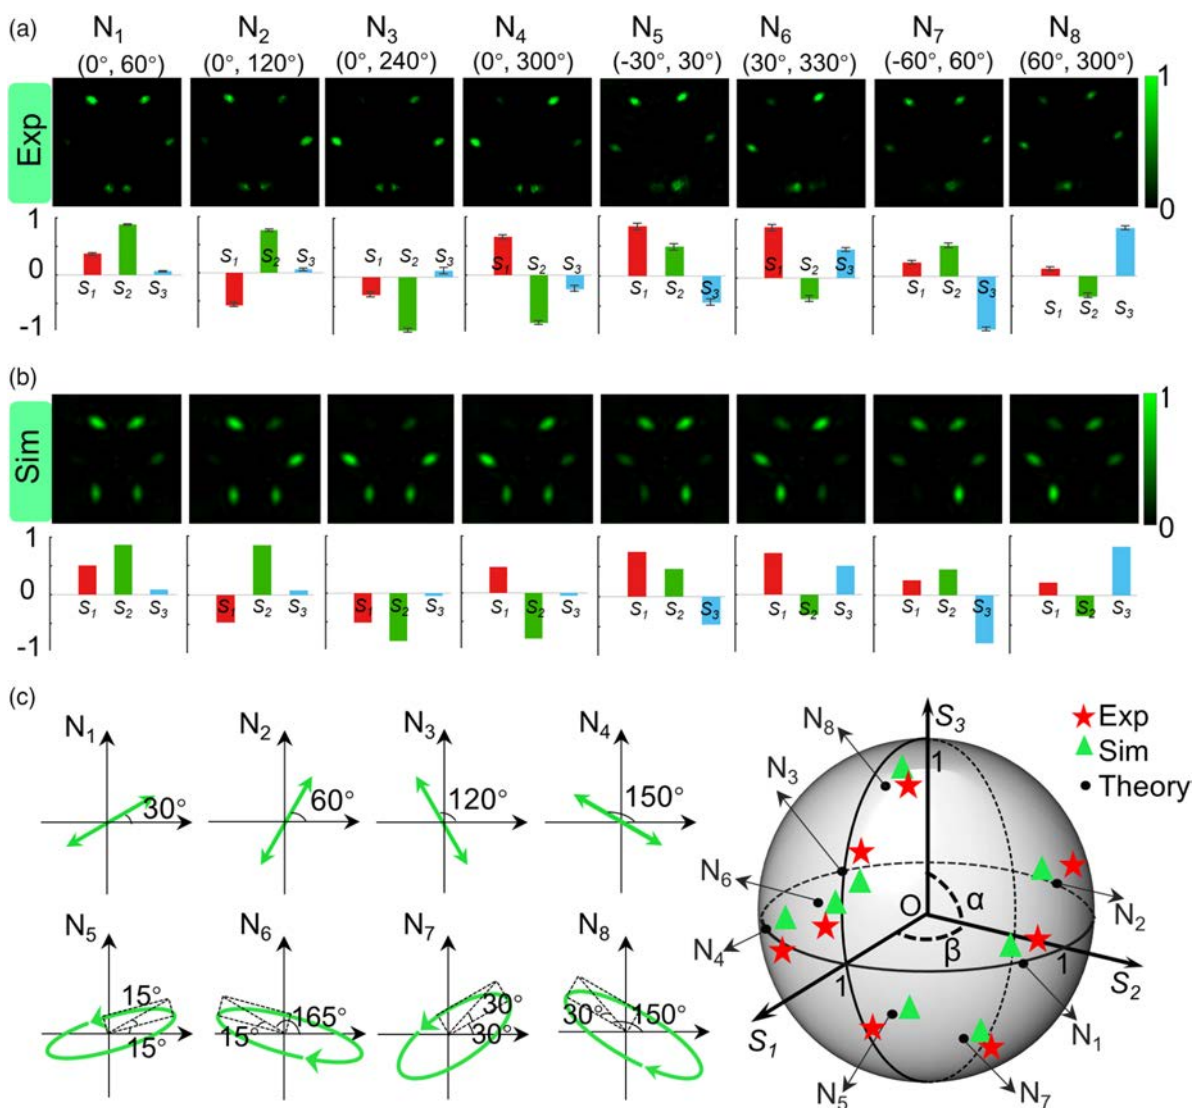 (a) N1 N2 N3 N4 N5 N6 N7 N8
(0°, 60°) (0°, 120°) (0°, 240°) (0°, 300°) (-30°, 30°) (30°, 330°) (-60°, 60°) (60°, 300°)
Exp
1
0
1
0
-1
S1 S2 S3
S1 S2 S3
S1 S2 S3
S1 S2 S3
S1 S2 S3
S1 S2 S3
S1 S2 S3
S1 S2 S3
(b)
Sim
1
0
1
0
-1
S1 S2 S3
S1 S2 S3
S1 S2 S3
S1 S2 S3
S1 S2 S3
S1 S2 S3
S1 S2 S3
S1 S2 S3
(c)
N1 N2 N3 N4
30° 60° 120° 150°
N5 N6 N7 N8
15° 15°
165° 15
30° 30°
30° 150°
S3
Exp
Sim
Theory
N8
N3
N6
N4
N5
N7
N1
N2
1
O
α
β
1
1
S1
S2